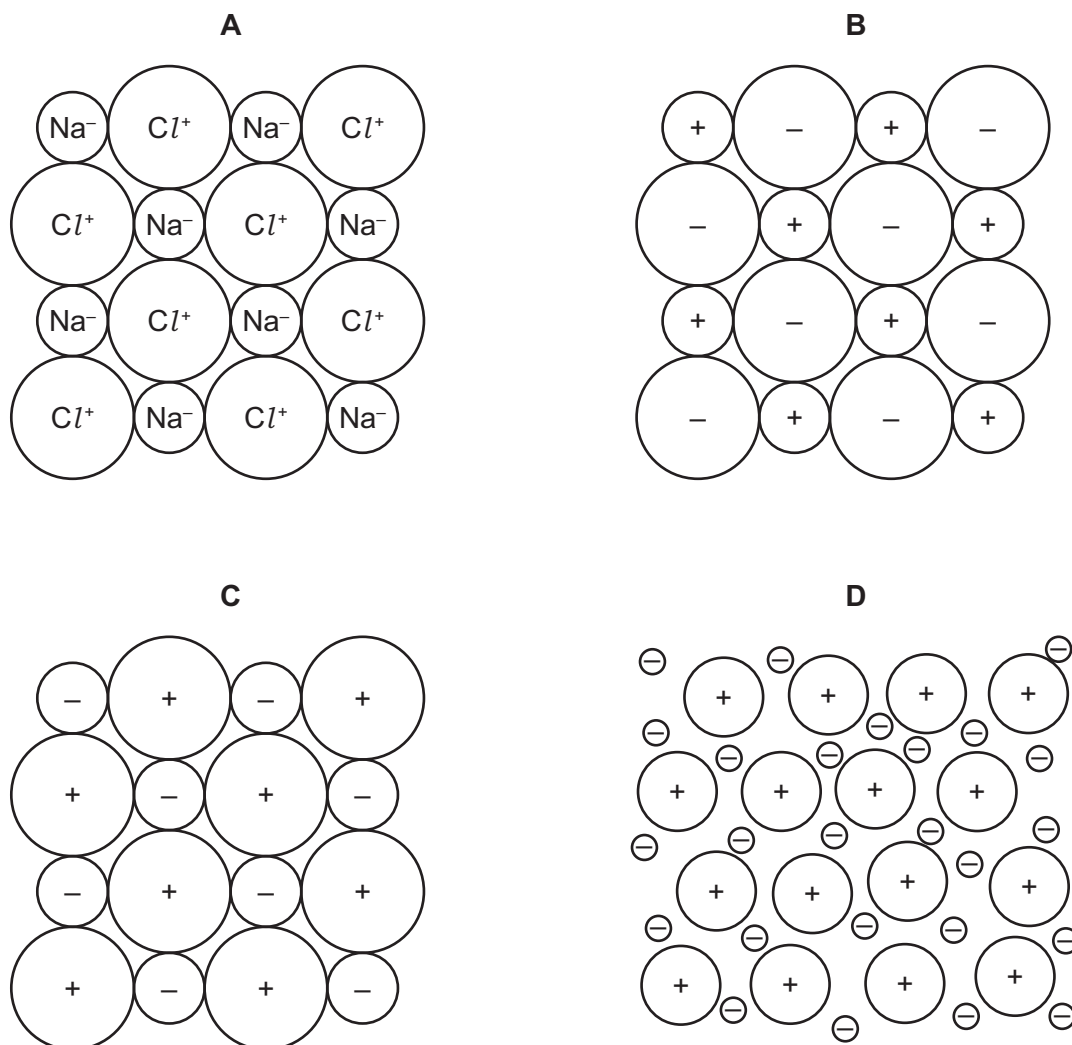 A
Na⁻ Cl⁺ Na⁻ Cl⁺
Cl⁺ Na⁻ Cl⁺ Na⁻
Na⁻ Cl⁺ Na⁻ Cl⁺
Cl⁺ Na⁻ Cl⁺ Na⁻
B
+ – + –
– + – +
+ – + –
– + – +
C
– + – +
+ – + –
– + – +
+ – + –
D
– – –
+ + + +
– – –
– – – –
+ + + +
– – – – –
–
+ + + +
– – – – –
+ + + +
– – – –